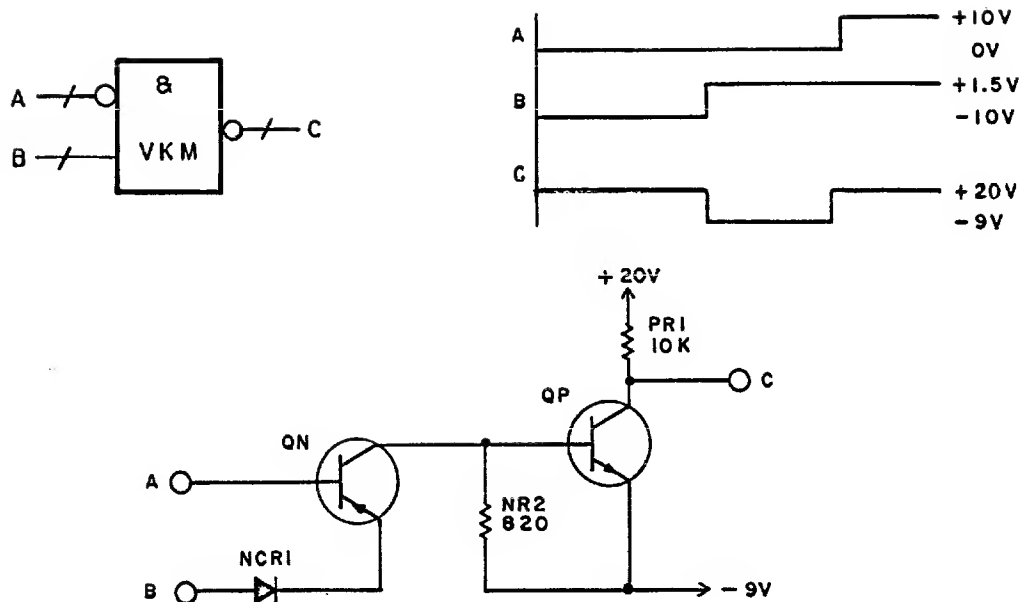 A
&
B
VKM
C
A
+10V
0V
B
+1.5V
-10V
C
+20V
-9V
+20V
PR1
10K
C
QP
QN
A
NR2
820
NCR1
B
-9V